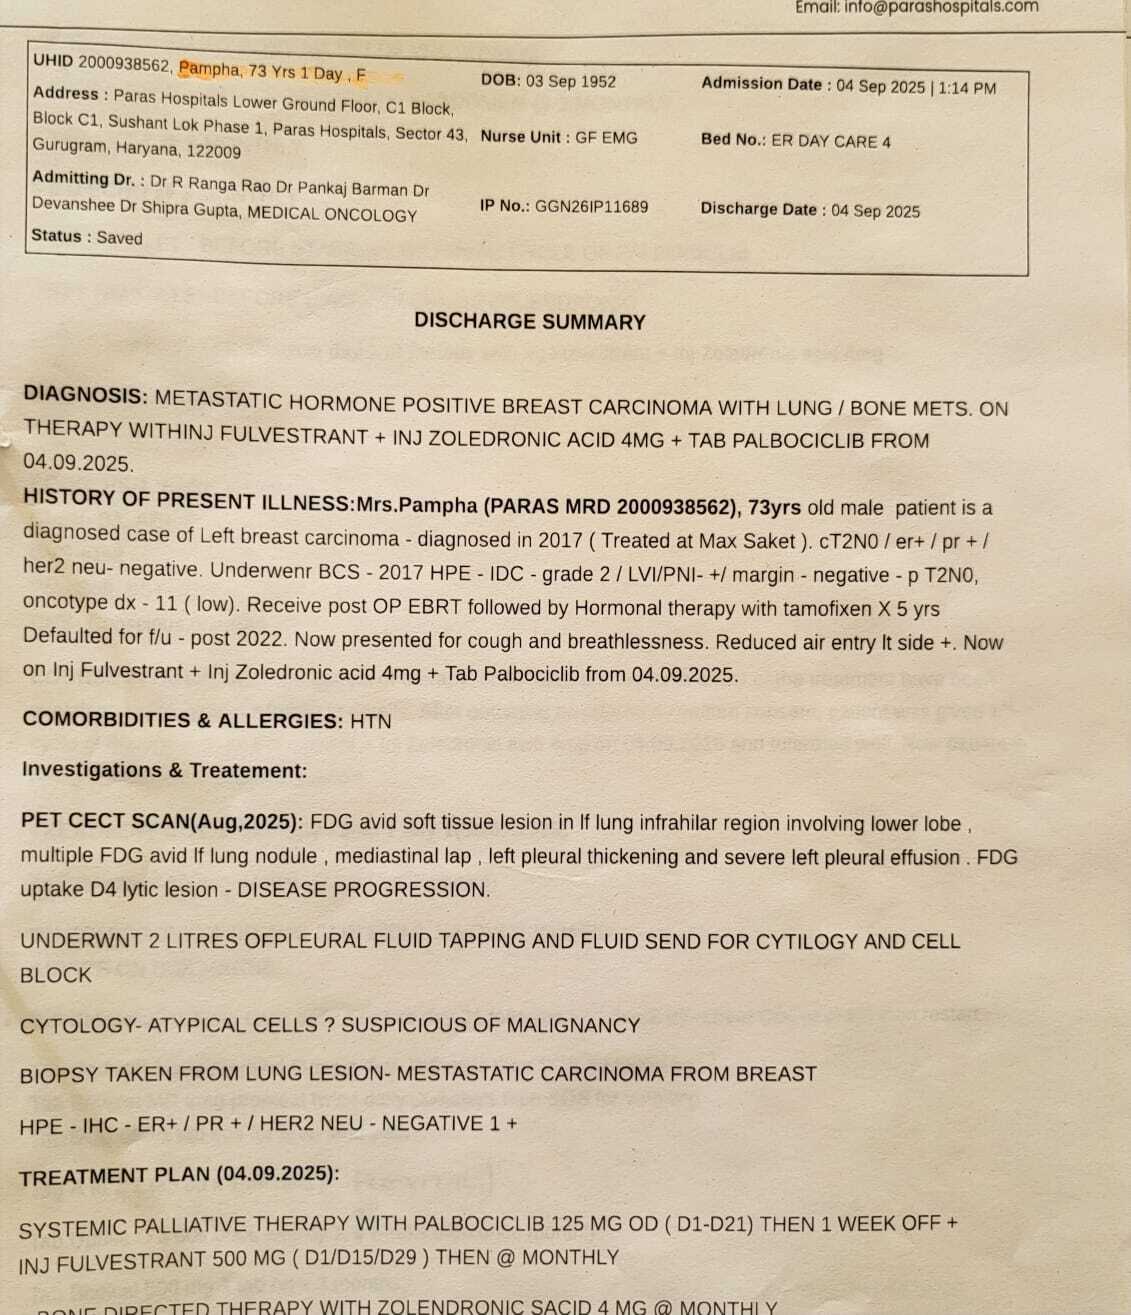 Email: info@parashospitals.com
UHID 2000938562, Pampha, 73 Yrs 1 Day , F
DOB: 03 Sep 1952
Admission Date : 04 Sep 2025 | 1:14 PM
Address : Paras Hospitals Lower Ground Floor, C1 Block,
Block C1, Sushant Lok Phase 1, Paras Hospitals, Sector 43,
Gurugram, Haryana, 122009
Nurse Unit : GF EMG
Bed No.: ER DAY CARE 4
Admitting Dr. : Dr R Ranga Rao Dr Pankaj Barman Dr
Devanshee Dr Shipra Gupta, MEDICAL ONCOLOGY
IP No.: GGN26IP11689
Discharge Date : 04 Sep 2025
Status : Saved
DISCHARGE SUMMARY
DIAGNOSIS: METASTATIC HORMONE POSITIVE BREAST CARCINOMA WITH LUNG / BONE METS. ON
THERAPY WITHINJ FULVESTRANT + INJ ZOLEDRONIC ACID 4MG + TAB PALBOCICLIB FROM
04.09.2025.
HISTORY OF PRESENT ILLNESS:Mrs.Pampha (PARAS MRD 2000938562), 73yrs old male patient is a
diagnosed case of Left breast carcinoma - diagnosed in 2017 ( Treated at Max Saket ). cT2N0 / er+ / pr + /
her2 neu- negative. Underwenr BCS - 2017 HPE - IDC - grade 2 / LVI/PNI- +/ margin - negative - p T2N0,
oncotype dx - 11 ( low). Receive post OP EBRT followed by Hormonal therapy with tamofixen X 5 yrs
Defaulted for f/u - post 2022. Now presented for cough and breathlessness. Reduced air entry lt side +. Now
on Inj Fulvestrant + Inj Zoledronic acid 4mg + Tab Palbociclib from 04.09.2025.
COMORBIDITIES & ALLERGIES: HTN
Investigations & Treatement:
PET CECT SCAN(Aug,2025): FDG avid soft tissue lesion in lf lung infrahilar region involving lower lobe ,
multiple FDG avid lf lung nodule , mediastinal lap , left pleural thickening and severe left pleural effusion . FDG
uptake D4 lytic lesion - DISEASE PROGRESSION.
UNDERWNT 2 LITRES OFPLEURAL FLUID TAPPING AND FLUID SEND FOR CYTILOGY AND CELL
BLOCK
CYTOLOGY- ATYPICAL CELLS ? SUSPICIOUS OF MALIGNANCY
BIOPSY TAKEN FROM LUNG LESION- MESTASTATIC CARCINOMA FROM BREAST
HPE - IHC - ER+ / PR + / HER2 NEU - NEGATIVE 1 +
TREATMENT PLAN (04.09.2025):
SYSTEMIC PALLIATIVE THERAPY WITH PALBOCICLIB 125 MG OD ( D1-D21) THEN 1 WEEK OFF +
INJ FULVESTRANT 500 MG ( D1/D15/D29 ) THEN @ MONTHLY
BONE DIRECTED THERAPY WITH ZOLENDRONIC SACID 4 MG @ MONTHLY